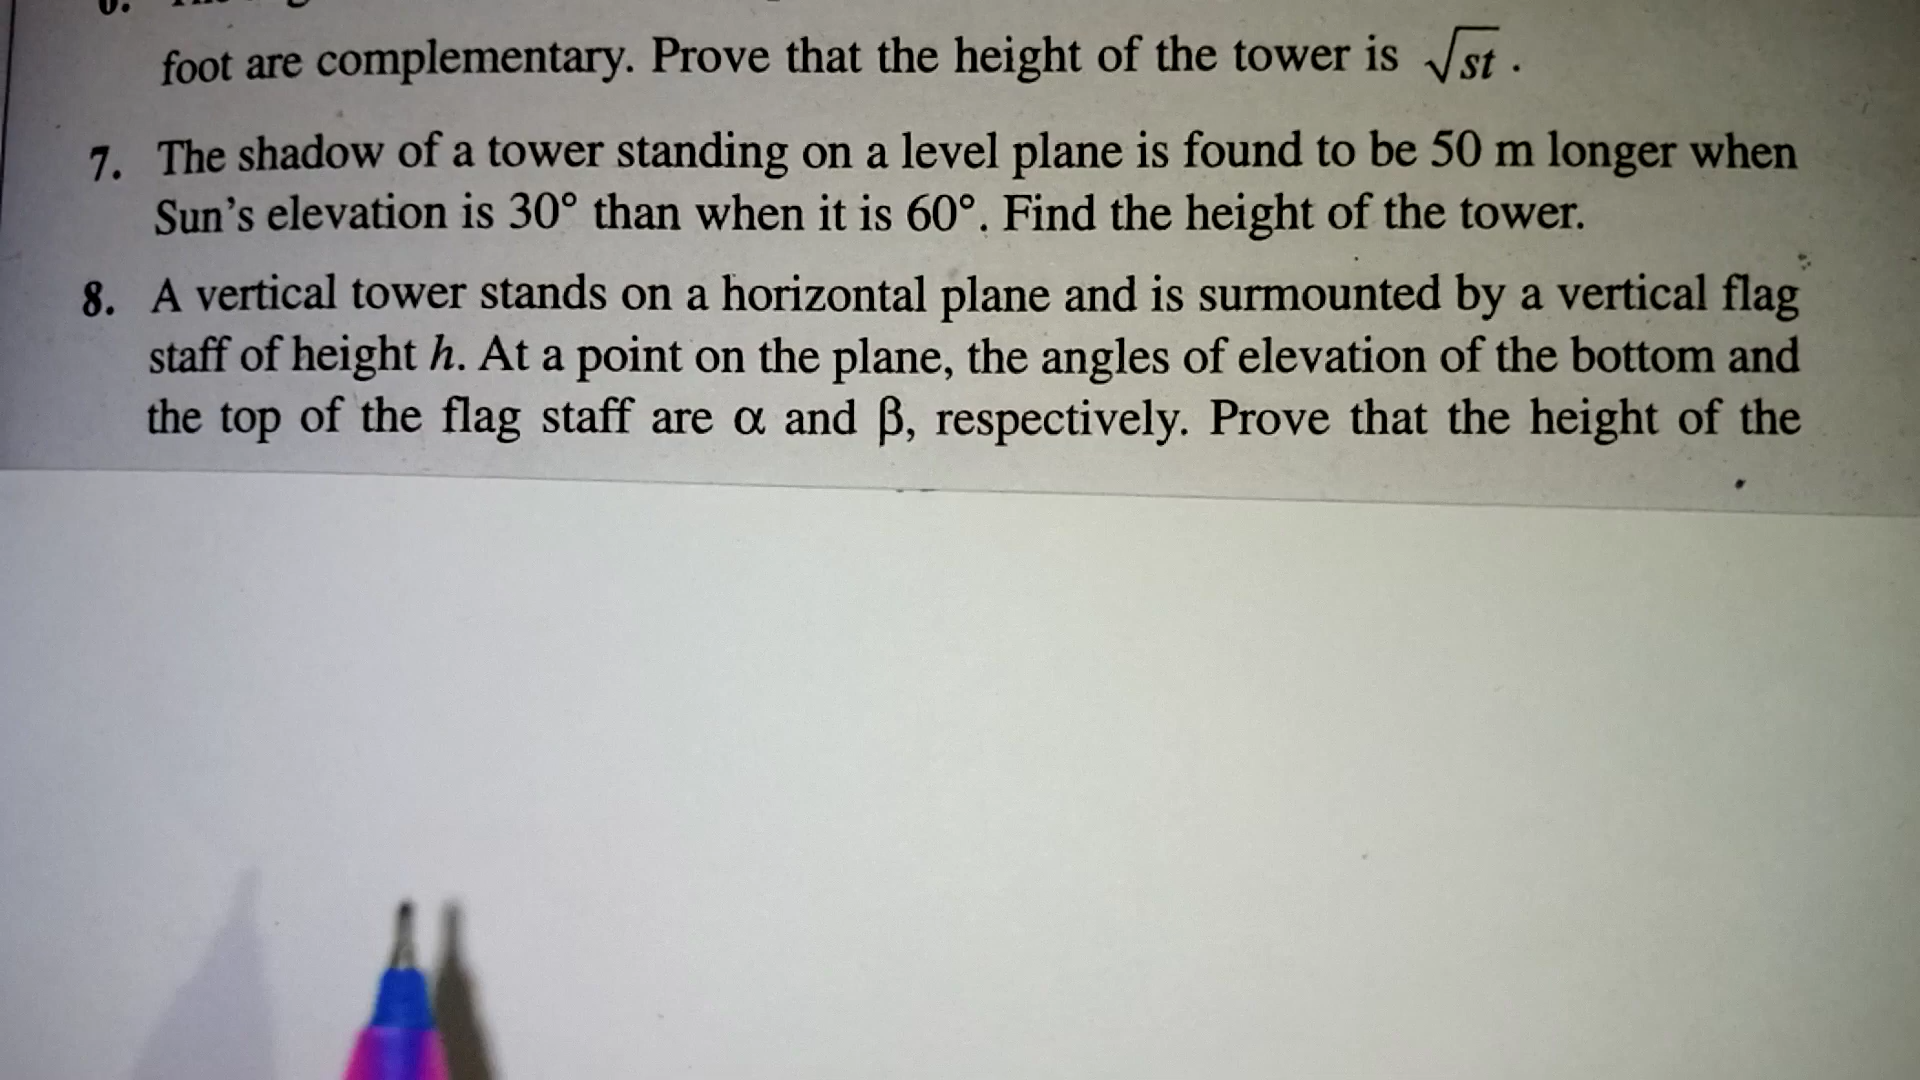 foot are complementary. Prove that the height of the tower is √st.
7. The shadow of a tower standing on a level plane is found to be 50 m longer when
Sun's elevation is 30° than when it is 60°. Find the height of the tower.
8. A vertical tower stands on a horizontal plane and is surmounted by a vertical flag
staff of height h. At a point on the plane, the angles of elevation of the bottom and
the top of the flag staff are α and β, respectively. Prove that the height of the